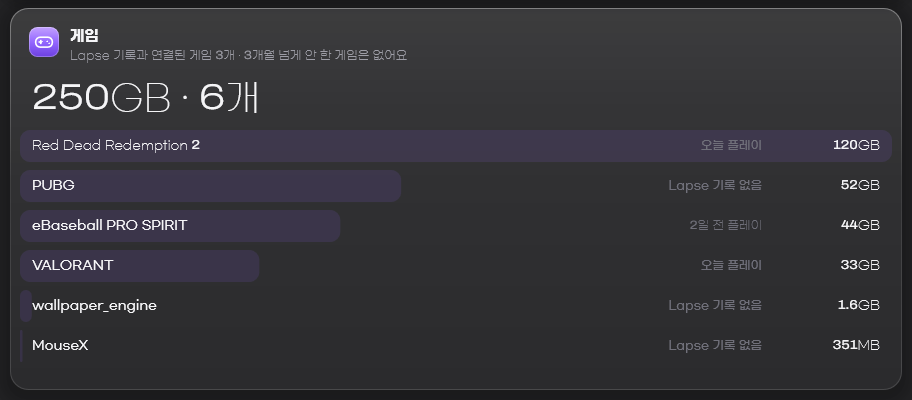 게임
Lapse 기록과 연결된 게임 3개 · 3개월 넘게 안 한 게임은 없어요
250GB · 6개
Red Dead Redemption 2 오늘 플레이 120GB
PUBG Lapse 기록 없음 52GB
eBaseball PRO SPIRIT 2일 전 플레이 44GB
VALORANT 오늘 플레이 33GB
wallpaper_engine Lapse 기록 없음 1.6GB
MouseX Lapse 기록 없음 351MB